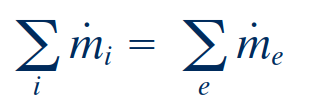 ∑ᵢ ṁᵢ = ∑ₑ ṁₑ